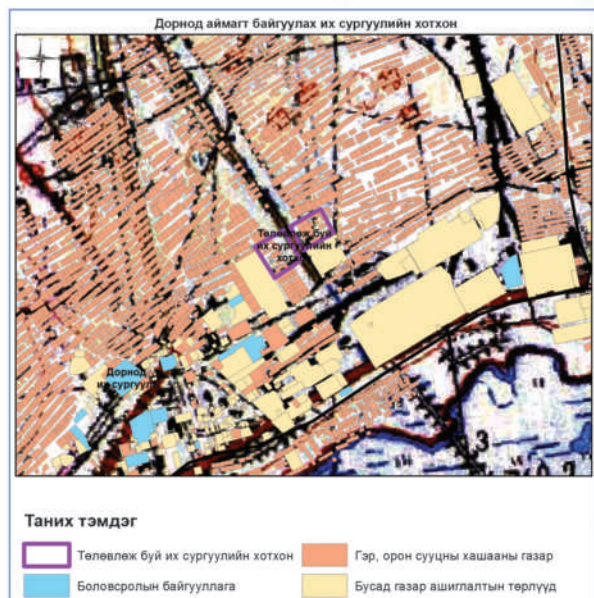 Дорнод аймагт байгуулах их сургуулийн хотхон
Төлөвлөж буй
их сургуулийн
хотхон
Дорнод
их сургууль
3
Таних тэмдэг
Төлөвлөж буй их сургуулийн хотхон
Гэр, орон сууцны хашааны газар
Боловсролын байгууллага
Бусад газар ашиглалтын төрлүүд